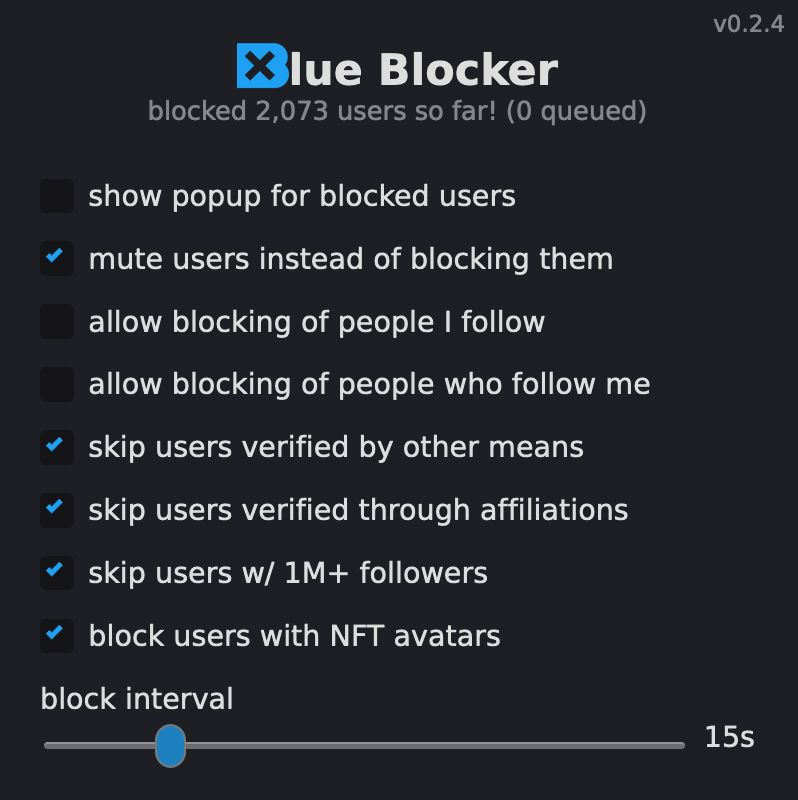 v0.2.4
Blue Blocker
blocked 2,073 users so far! (0 queued)
show popup for blocked users
mute users instead of blocking them
allow blocking of people I follow
allow blocking of people who follow me
skip users verified by other means
skip users verified through affiliations
skip users w/ 1M+ followers
block users with NFT avatars
block interval
15s